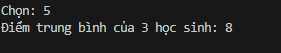 Chọn: 5
Điểm trung bình của 3 học sinh: 8